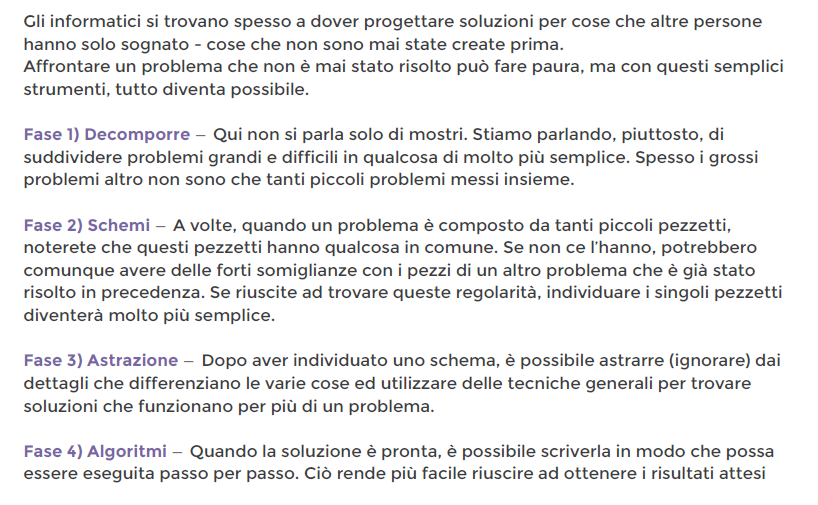 Gli informatici si trovano spesso a dover progettare soluzioni per cose che altre persone
hanno solo sognato - cose che non sono mai state create prima.
Affrontare un problema che non è mai stato risolto può fare paura, ma con questi semplici
strumenti, tutto diventa possibile.
Fase 1) Decomporre – Qui non si parla solo di mostri. Stiamo parlando, piuttosto, di
suddividere problemi grandi e difficili in qualcosa di molto più semplice. Spesso i grossi
problemi altro non sono che tanti piccoli problemi messi insieme.
Fase 2) Schemi – A volte, quando un problema è composto da tanti piccoli pezzetti,
noterete che questi pezzetti hanno qualcosa in comune. Se non ce l’hanno, potrebbero
comunque avere delle forti somiglianze con i pezzi di un altro problema che è già stato
risolto in precedenza. Se riuscite ad trovare queste regolarità, individuare i singoli pezzetti
diventerà molto più semplice.
Fase 3) Astrazione – Dopo aver individuato uno schema, è possibile astrarre (ignorare) dai
dettagli che differenziano le varie cose ed utilizzare delle tecniche generali per trovare
soluzioni che funzionano per più di un problema.
Fase 4) Algoritmi – Quando la soluzione è pronta, è possibile scriverla in modo che possa
essere eseguita passo per passo. Ciò rende più facile riuscire ad ottenere i risultati attesi